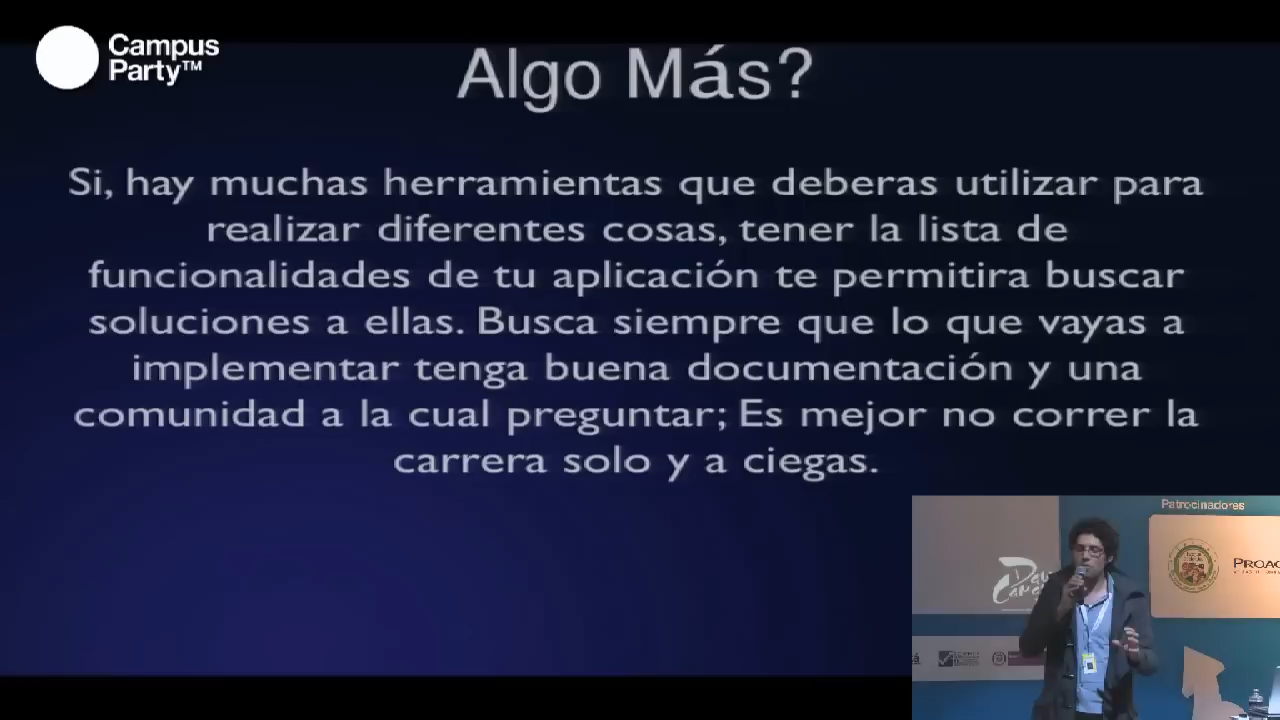 Campus
Party™
Algo Más?
Si, hay muchas herramientas que deberas utilizar para
realizar diferentes cosas, tener la lista de
funcionalidades de tu aplicación te permitira buscar
soluciones a ellas. Busca siempre que lo que vayas a
implementar tenga buena documentación y una
comunidad a la cual preguntar; Es mejor no correr la
carrera solo y a ciegas.
Patrocinadores